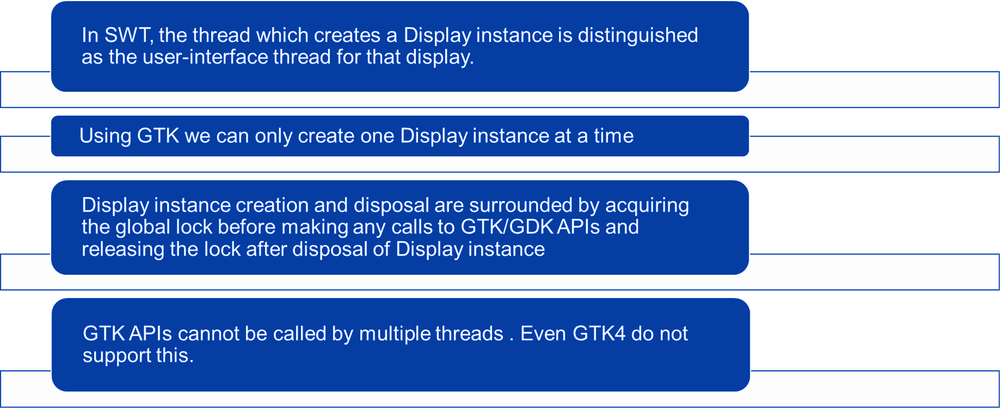 In SWT, the thread which creates a Display instance is distinguished
as the user-interface thread for that display.
Using GTK we can only create one Display instance at a time
Display instance creation and disposal are surrounded by acquiring
the global lock before making any calls to GTK/GDK APIs and
releasing the lock after disposal of Display instance
GTK APIs cannot be called by multiple threads . Even GTK4 do not
support this.